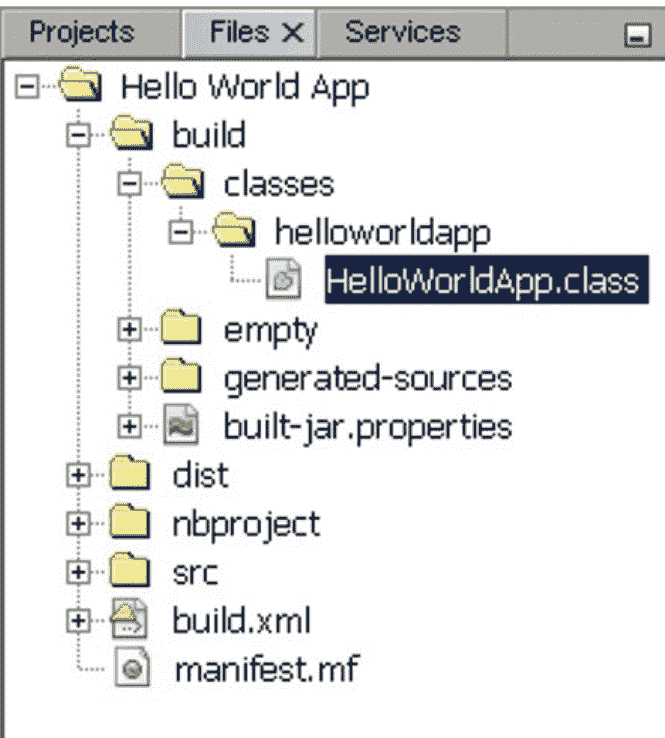 Projects Files Services
Hello World App
build
classes
helloworldapp
HelloWorldApp.class
empty
generated-sources
built-jar.properties
dist
nbproject
src
build.xml
manifest.mf